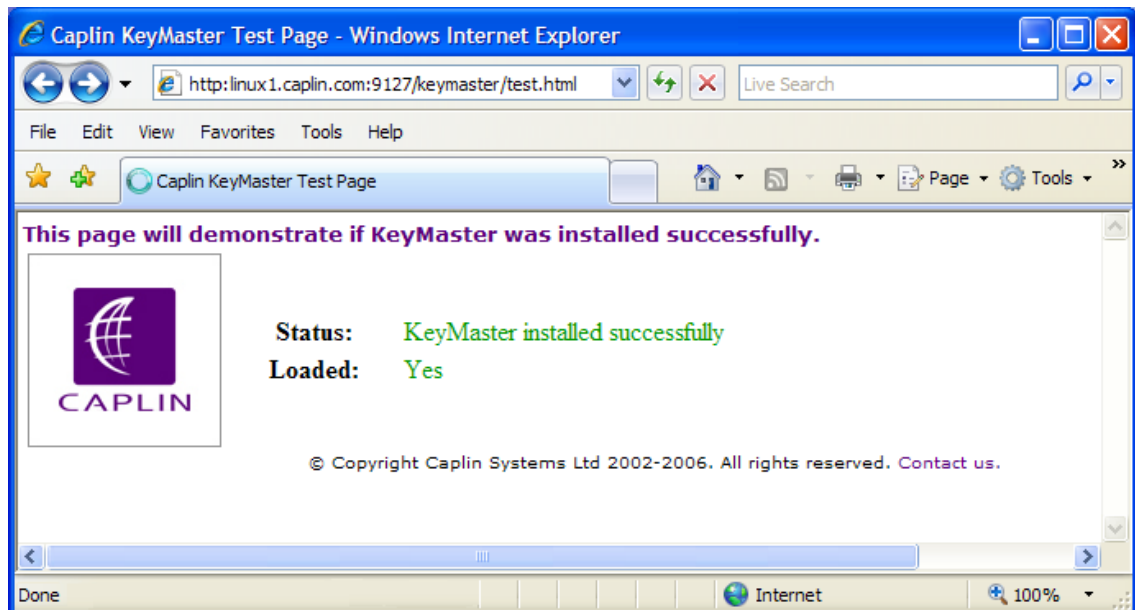 Caplin KeyMaster Test Page - Windows Internet Explorer
http:linux1.caplin.com:9127/keymaster/test.html
Live Search
File Edit View Favorites Tools Help
Caplin KeyMaster Test Page
Page Tools
This page will demonstrate if KeyMaster was installed successfully.
CAPLIN
Status: KeyMaster installed successfully
Loaded: Yes
© Copyright Caplin Systems Ltd 2002-2006. All rights reserved. Contact us.
Done Internet 100%